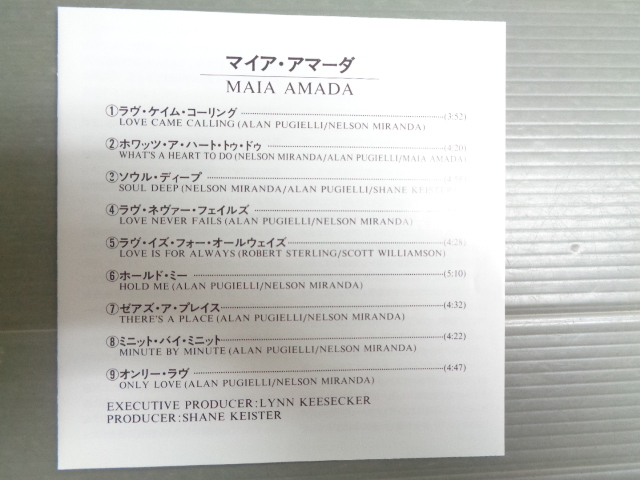 マイア・アマーダ
MAIA AMADA
①ラヴ・ケイム・コーリング (3:52)
LOVE CAME CALLING (ALAN PUGIELLI/NELSON MIRANDA)
②ホワッツ・ア・ハート・トゥ・ドゥ (4:20)
WHAT'S A HEART TO DO (NELSON MIRANDA/ALAN PUGIELLI/MAIA AMADA)
③ソウル・ディープ
SOUL DEEP (NELSON MIRANDA/ALAN PUGIELLI/SHANE KEISTER)
④ラヴ・ネヴァー・フェイルズ
LOVE NEVER FAILS (ALAN PUGIELLI/NELSON MIRANDA)
⑤ラヴ・イズ・フォー・オールウェイズ (4:28)
LOVE IS FOR ALWAYS (ROBERT STERLING/SCOTT WILLIAMSON)
⑥ホールド・ミー (5:10)
HOLD ME (ALAN PUGIELLI/NELSON MIRANDA)
⑦ゼアズ・ア・プレイス (4:32)
THERE'S A PLACE (ALAN PUGIELLI/NELSON MIRANDA)
⑧ミニット・バイ・ミニット (4:22)
MINUTE BY MINUTE (ALAN PUGIELLI/NELSON MIRANDA)
⑨オンリー・ラヴ (4:47)
ONLY LOVE (ALAN PUGIELLI/NELSON MIRANDA)
EXECUTIVE PRODUCER:LYNN KEESECKER
PRODUCER:SHANE KEISTER